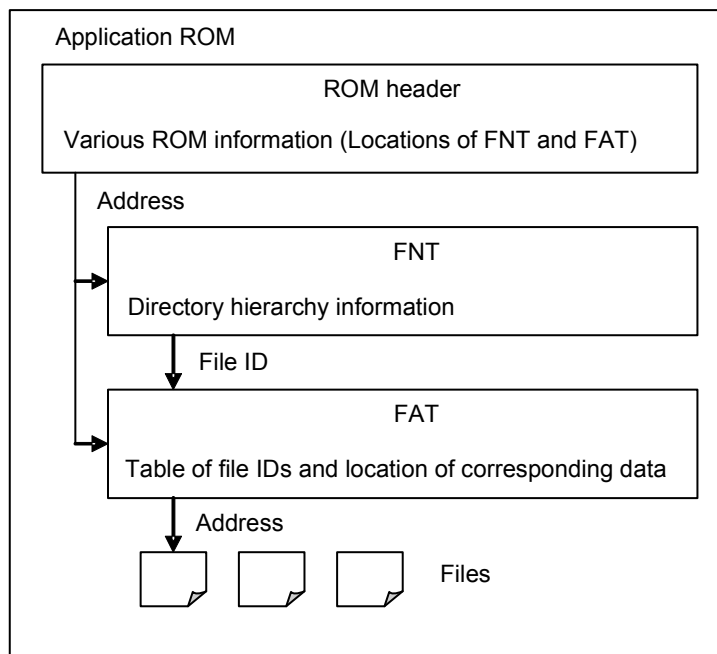 Application ROM
ROM header
Various ROM information (Locations of FNT and FAT)
Address
FNT
Directory hierarchy information
File ID
FAT
Table of file IDs and location of corresponding data
Address
Files